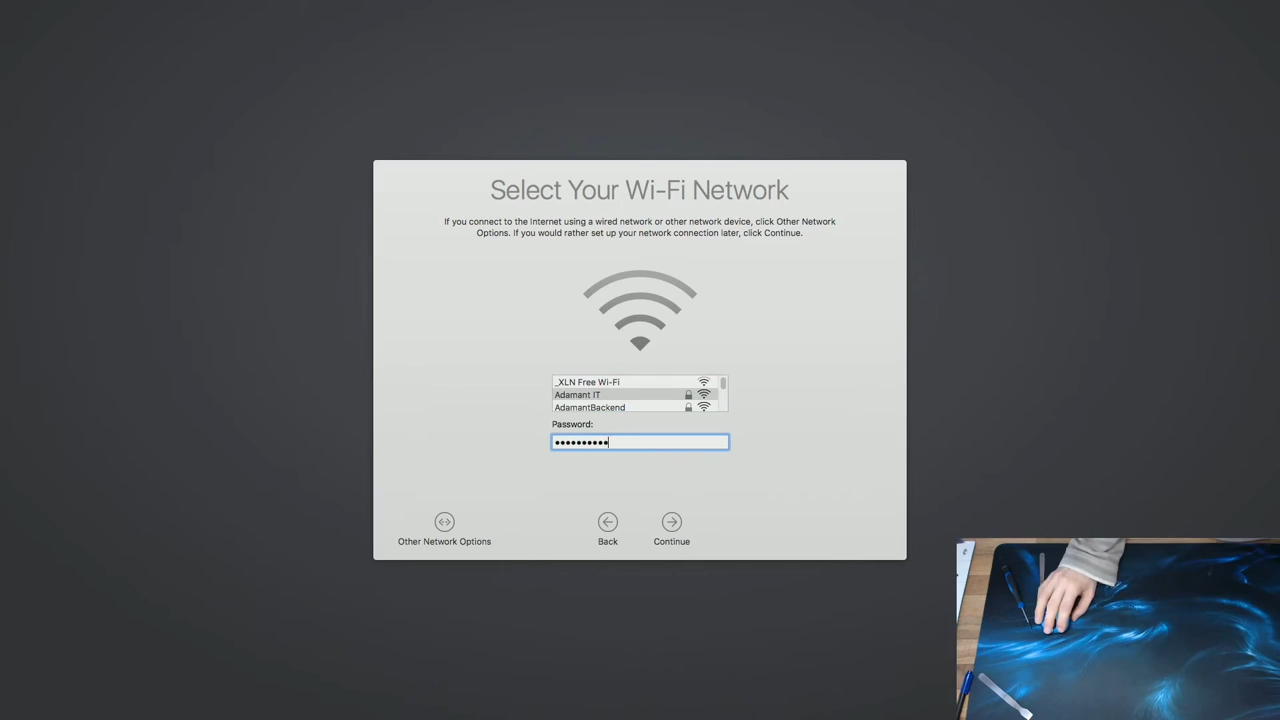 Select Your Wi-Fi Network
If you connect to the Internet using a wired network or other network device, click Other Network
Options. If you would rather set up your network connection later, click Continue.
_XLN Free Wi-Fi
Adamant IT
AdamantBackend
Password:
••••••••••
Other Network Options
Back
Continue